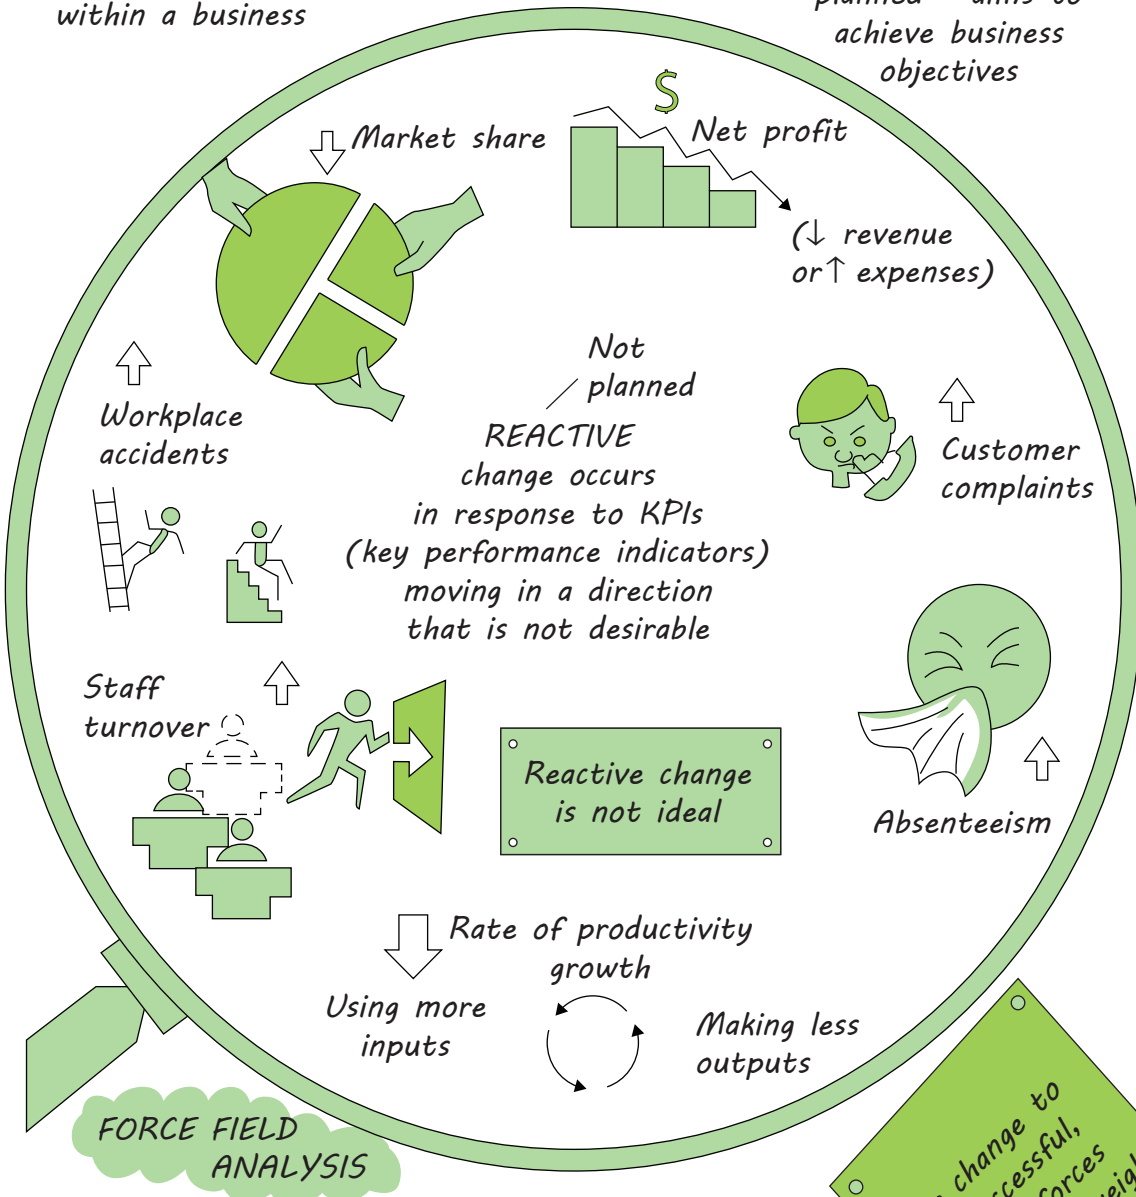 within a business
planned - aims to
achieve business
objectives
Market share
$
Net profit
(↓ revenue
or ↑ expenses)
Workplace
accidents
Not
planned
REACTIVE
change occurs
in response to KPIs
(key performance indicators)
moving in a direction
that is not desirable
Customer
complaints
Staff
turnover
Reactive change
is not ideal
Absenteeism
Rate of productivity
growth
Using more
inputs
Making less
outputs
FORCE FIELD
ANALYSIS
change to
forces